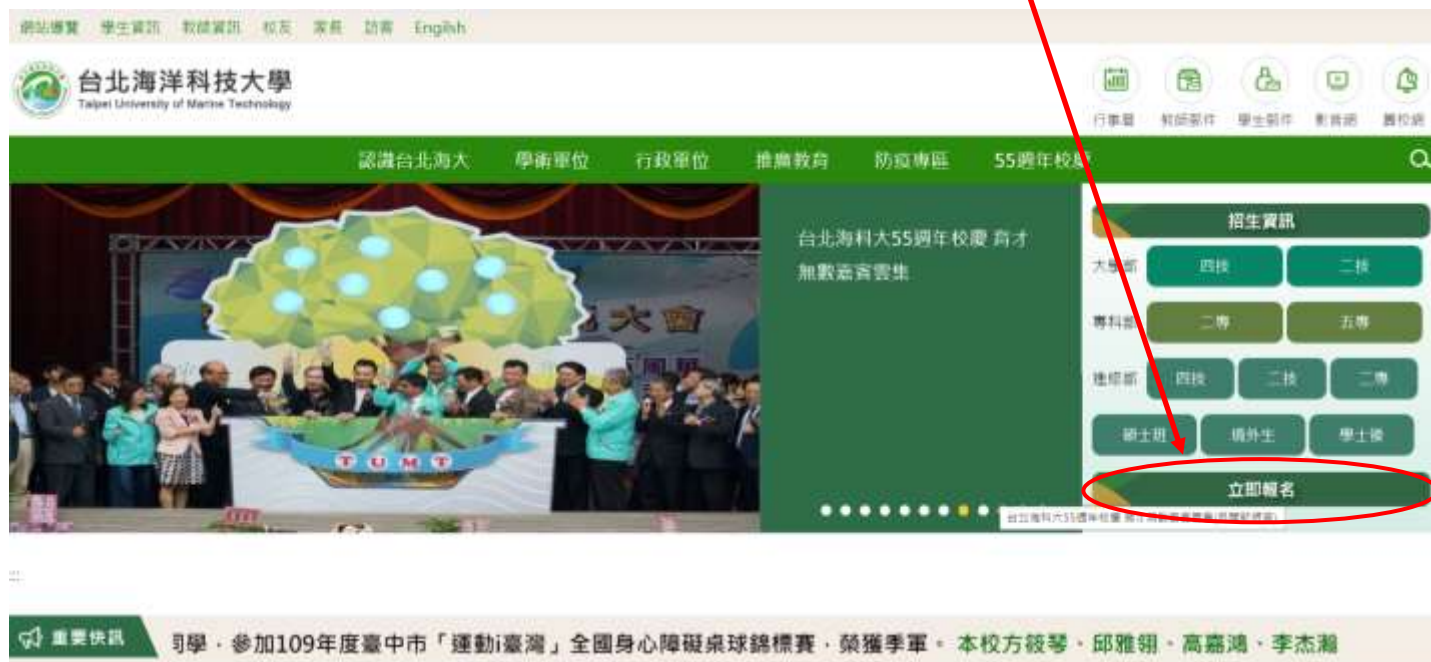 網站導覽 學生資訊 教師資訊 校友 家長 訪客 English
台北海洋科技大學
Taipei University of Marine Technology
行事曆 教師郵件 學生郵件 影音網 舊校網
認識台北海大 學術單位 行政單位 推廣教育 防疫專區 55週年校慶
台北海科大55週年校慶 育才
無數嘉賓雲集
大會
T U M T
招生資訊
大學部 四技 二技
專科部 二專 五專
進修部 四技 二技 二專
碩士班 境外生 學士後
立即報名
重要快訊 司學，參加109年度臺中市「運動i臺灣」全國身心障礙桌球錦標賽，榮獲季軍。 本校方筱琴、邱雅翎、高嘉鴻、李杰瀚